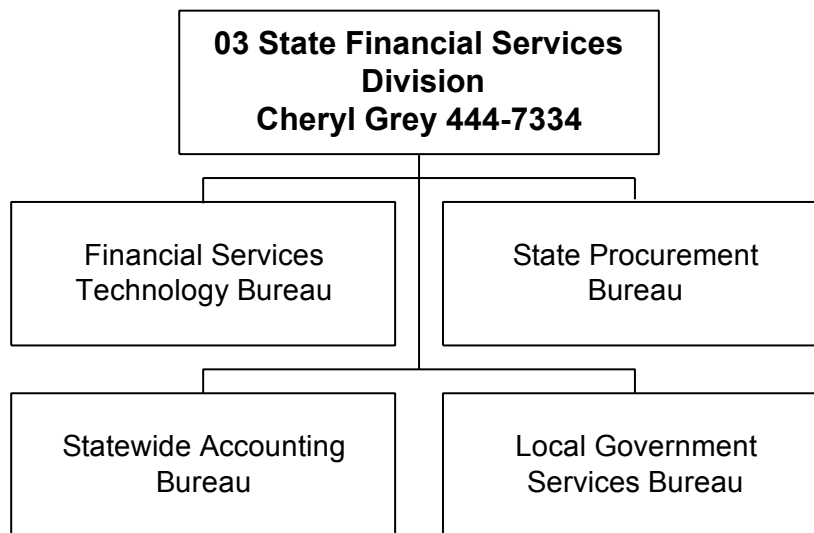 03 State Financial Services
Division
Cheryl Grey 444-7334
Financial Services
Technology Bureau
State Procurement
Bureau
Statewide Accounting
Bureau
Local Government
Services Bureau